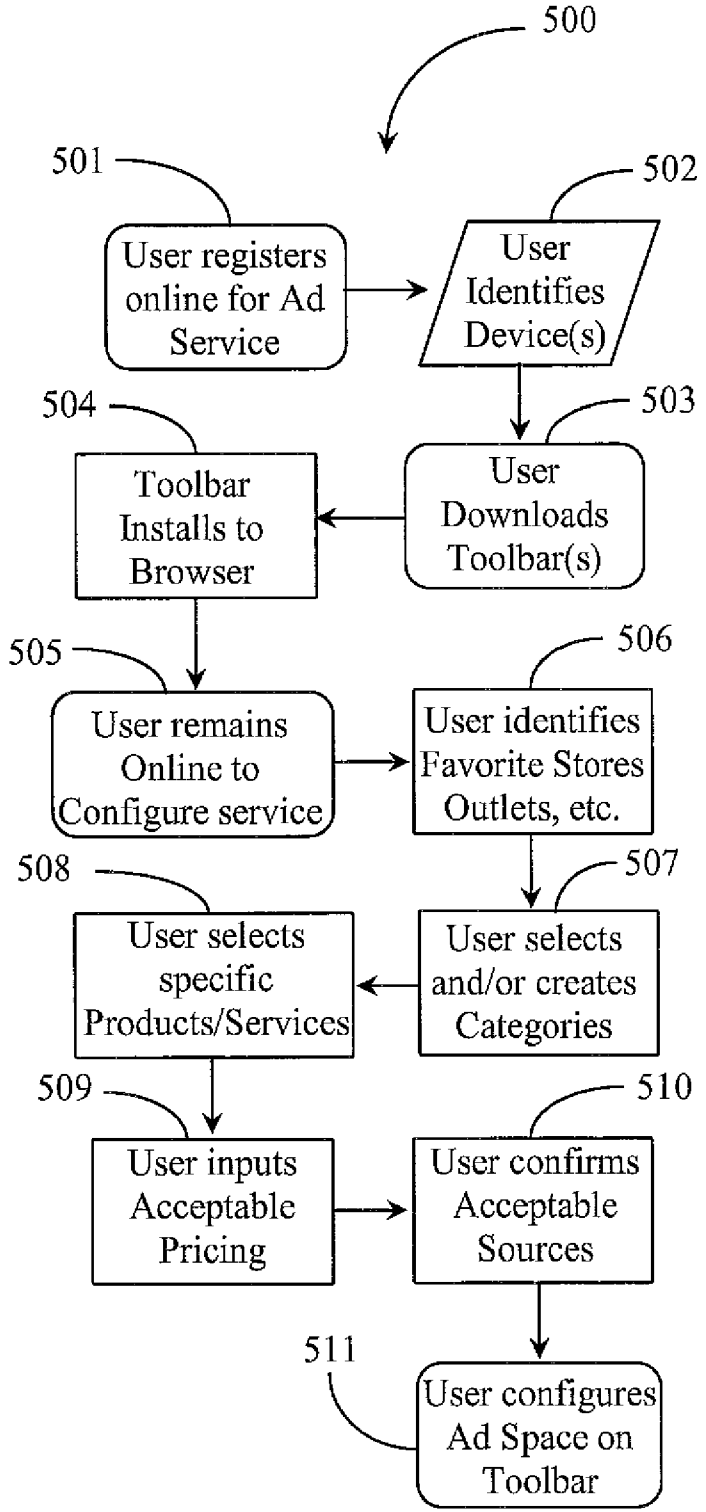 500
501
User registers
online for Ad
Service
502
User
Identifies
Device(s)
503
User
Downloads
Toolbar(s)
504
Toolbar
Installs to
Browser
505
User remains
Online to
Configure service
506
User identifies
Favorite Stores
Outlets, etc.
507
User selects
and/or creates
Categories
508
User selects
specific
Products/Services
509
User inputs
Acceptable
Pricing
510
User confirms
Acceptable
Sources
511
User configures
Ad Space on
Toolbar